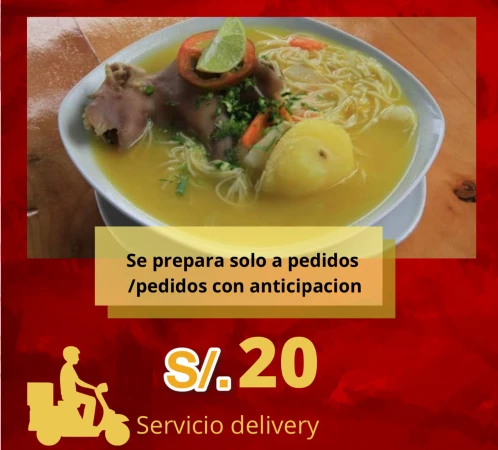 Se prepara solo a pedidos
/pedidos con anticipacion
S/. 20
Servicio delivery